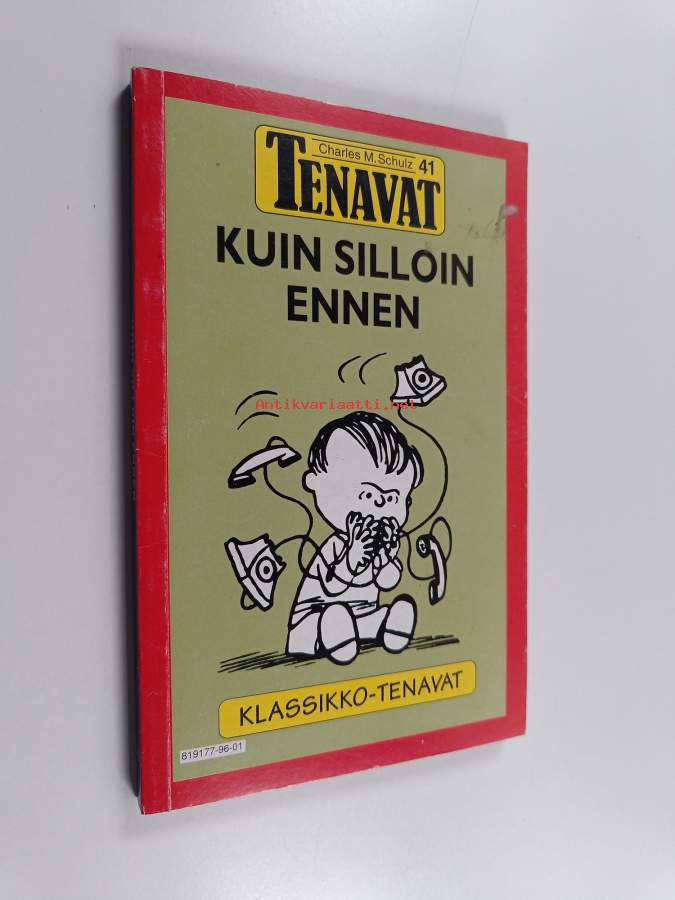 Charles M. Schulz 41
TENAVAT
KUIN SILLOIN
ENNEN
Antikvariaatti.net
KLASSIKKO-TENAVAT
819177-96-01